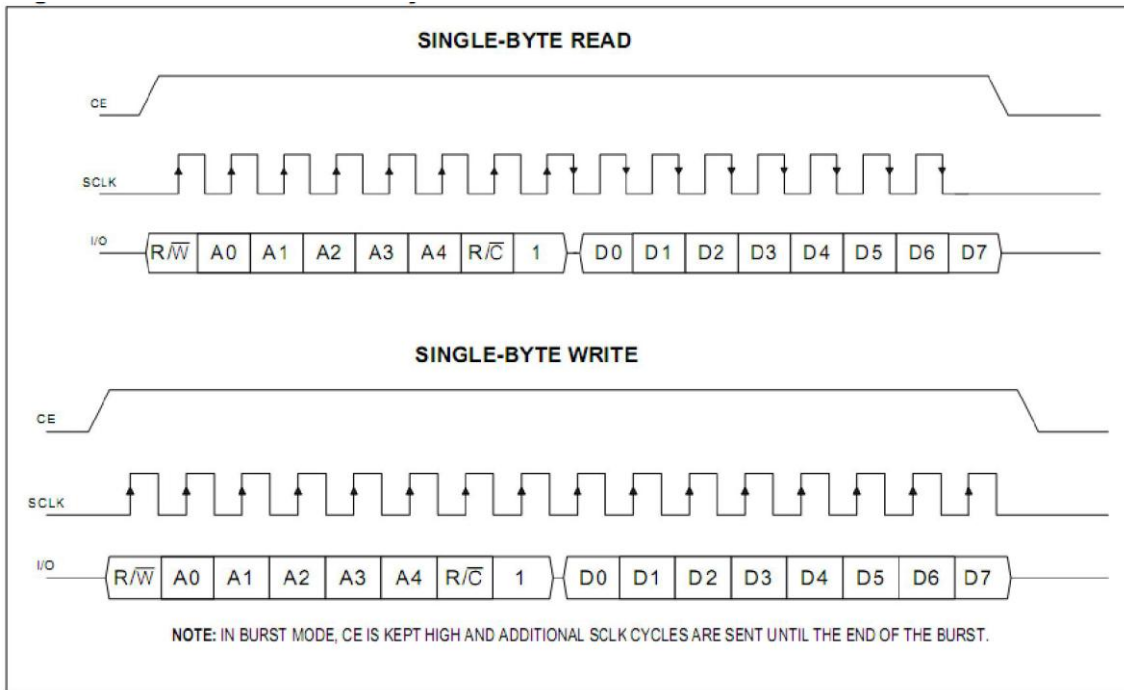 SINGLE-BYTE READ
CE
SCLK
I/O R/W̅ A0 A1 A2 A3 A4 R/C̅ 1 D0 D1 D2 D3 D4 D5 D6 D7
SINGLE-BYTE WRITE
CE
SCLK
I/O R/W̅ A0 A1 A2 A3 A4 R/C̅ 1 D0 D1 D2 D3 D4 D5 D6 D7
NOTE: IN BURST MODE, CE IS KEPT HIGH AND ADDITIONAL SCLK CYCLES ARE SENT UNTIL THE END OF THE BURST.